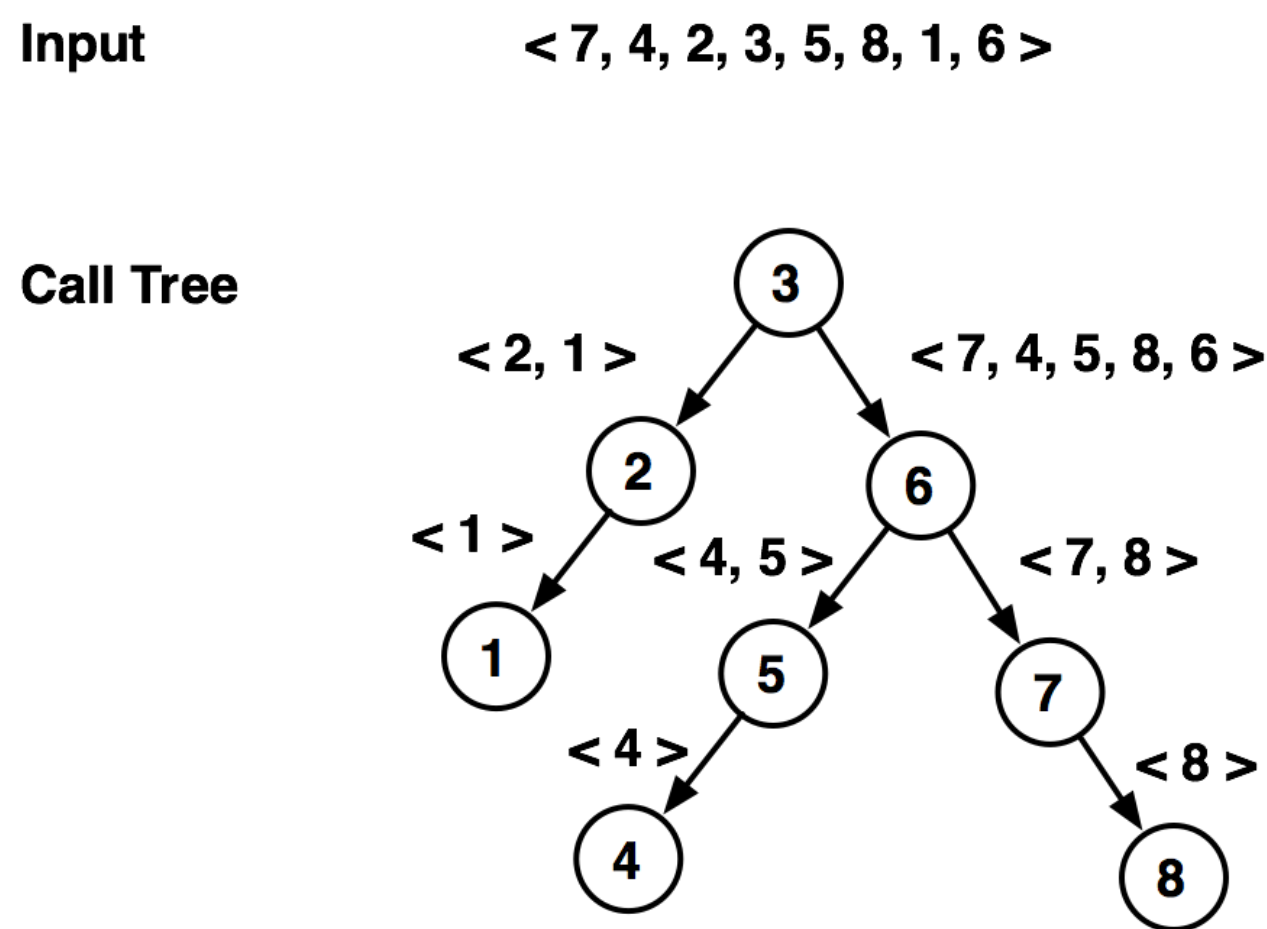 Input < 7, 4, 2, 3, 5, 8, 1, 6 >
Call Tree
3
< 2, 1 > < 7, 4, 5, 8, 6 >
2
6
< 1 > < 4, 5 > < 7, 8 >
1
5
7
< 4 > < 8 >
4
8